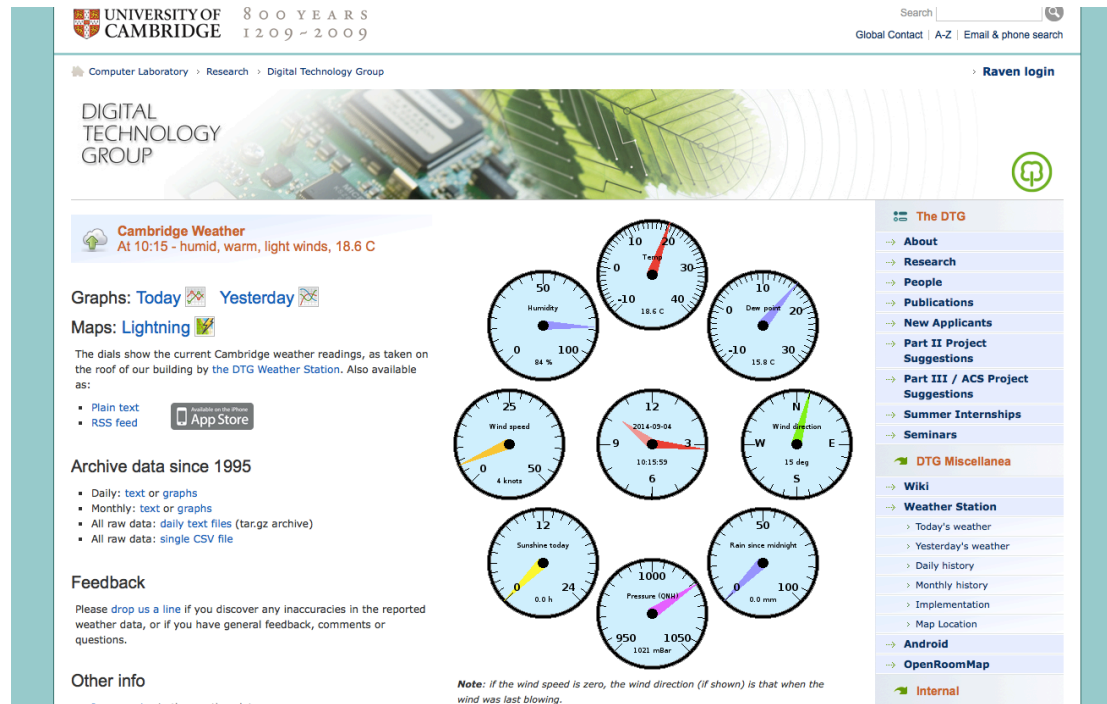 UNIVERSITY OF
CAMBRIDGE
800 YEARS
1209~2009
Search
Global Contact | A-Z | Email & phone search
Computer Laboratory › Research › Digital Technology Group
› Raven login
DIGITAL
TECHNOLOGY
GROUP
Cambridge Weather
At 10:15 - humid, warm, light winds, 18.6 C
Graphs: Today Yesterday
Maps: Lightning
The dials show the current Cambridge weather readings, as taken on
the roof of our building by the DTG Weather Station. Also available
as:
Plain text
RSS feed
Available on the iPhone
App Store
Archive data since 1995
Daily: text or graphs
Monthly: text or graphs
All raw data: daily text files (tar.gz archive)
All raw data: single CSV file
Feedback
Please drop us a line if you discover any inaccuracies in the reported
weather data, or if you have general feedback, comments or
questions.
Other info
10 20
Temp
0 30
-10 40
18.6 C
50
Humidity
0 100
84 %
10
Dew point
0 20
-10 30
15.8 C
25
Wind speed
0 50
4 knots
12
2014-09-04
9 3
10:15:59
6
N
Wind direction
W E
15 deg
S
12
Sunshine today
0 24
0.0 h
50
Rain since midnight
0 100
0.0 mm
1000
Pressure (QNH)
950 1050
1021 mBar
Note: if the wind speed is zero, the wind direction (if shown) is that when the
wind was last blowing.
The DTG
About
Research
People
Publications
New Applicants
Part II Project
Suggestions
Part III / ACS Project
Suggestions
Summer Internships
Seminars
DTG Miscellanea
Wiki
Weather Station
› Today's weather
› Yesterday's weather
› Daily history
› Monthly history
› Implementation
› Map Location
Android
OpenRoomMap
Internal